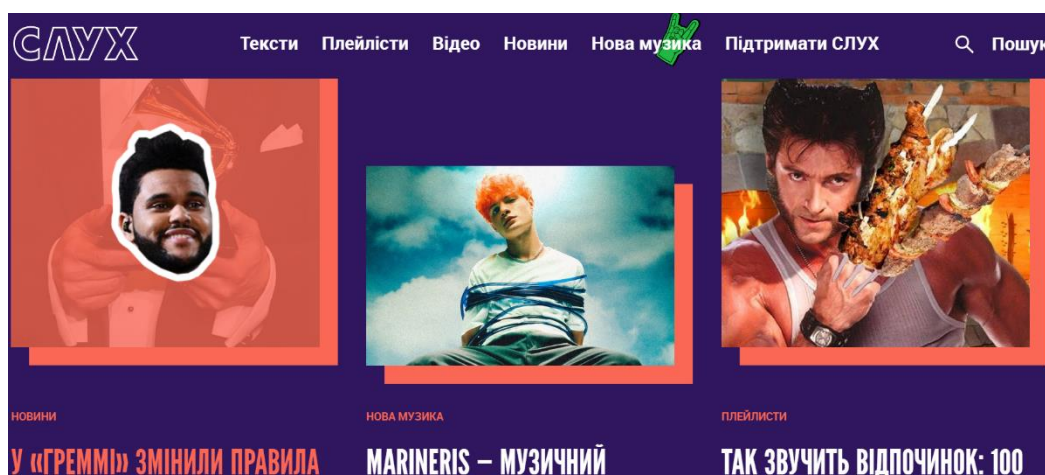 СЛУХ
Тексти Плейлісти Відео Новини Нова музика Підтримати СЛУХ Пошук
НОВИНИ
НОВА МУЗИКА
ПЛЕЙЛИСТИ
У «ГРЕММІ» ЗМІНИЛИ ПРАВИЛА
MARINERIS – МУЗИЧНИЙ
ТАК ЗВУЧИТЬ ВІДПОЧИНОК: 100